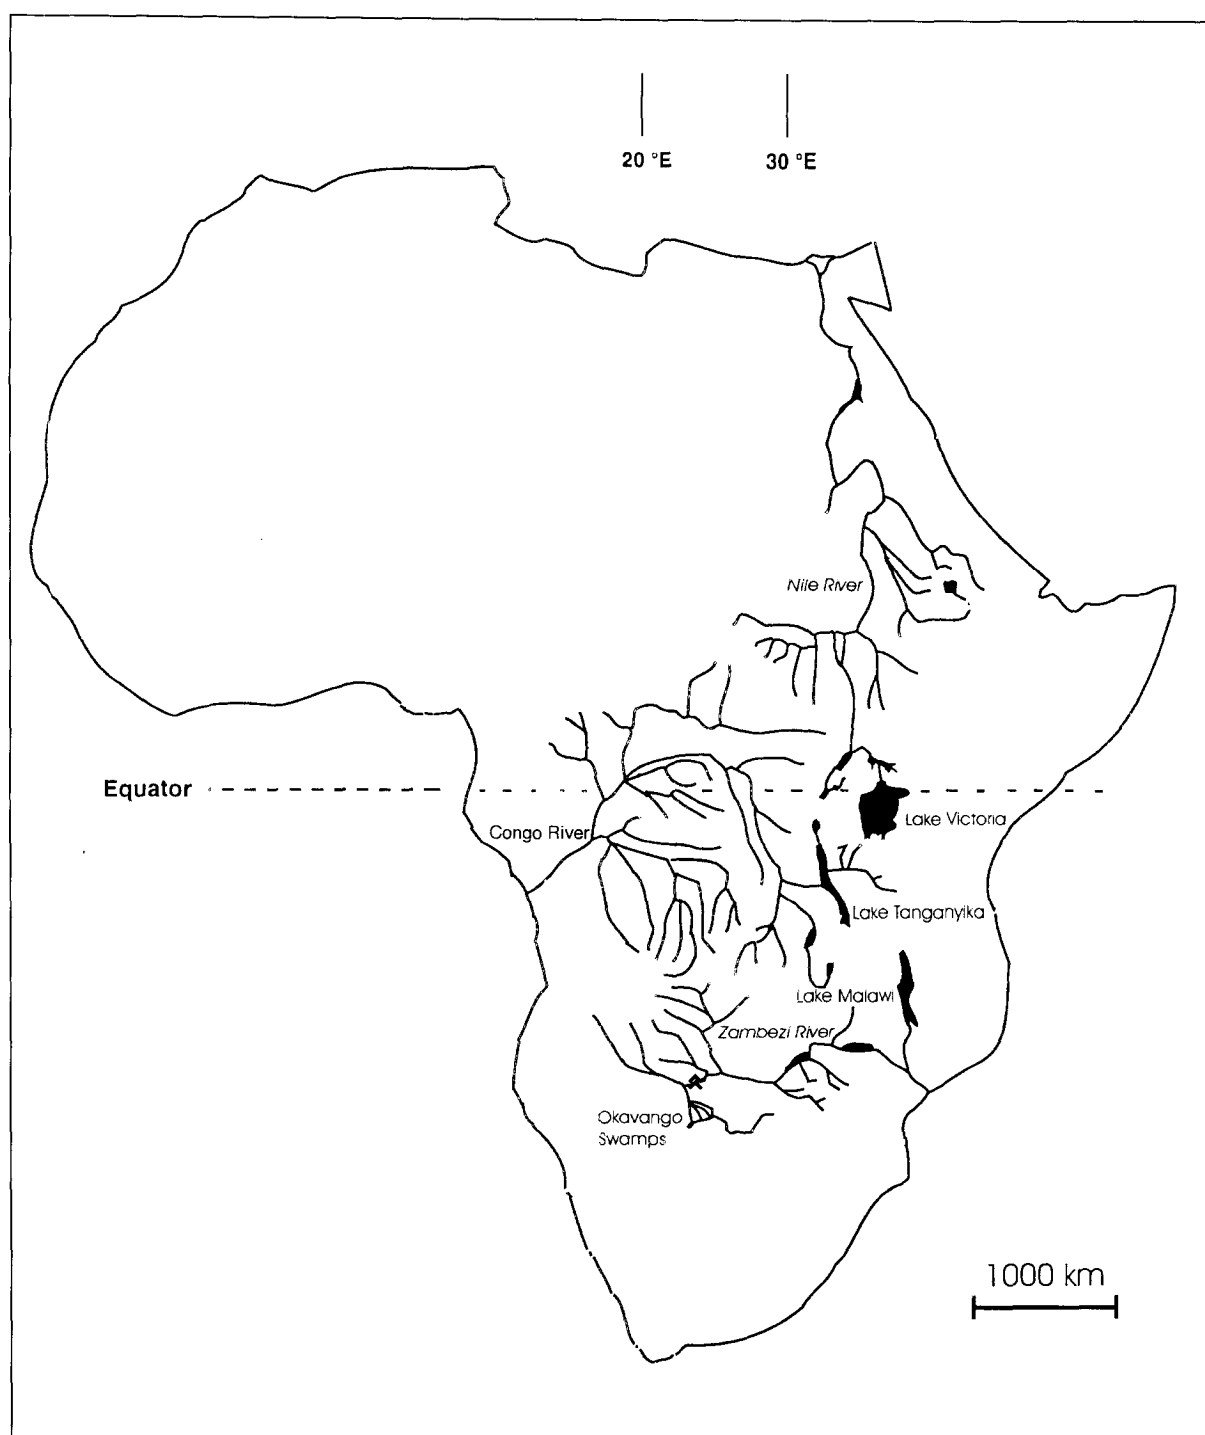 20 °E
30 °E
Nile River
Equator
Congo River
Lake Victoria
Lake Tanganyika
Lake Malawi
Zambezi River
Okavango
Swamps
1000 km